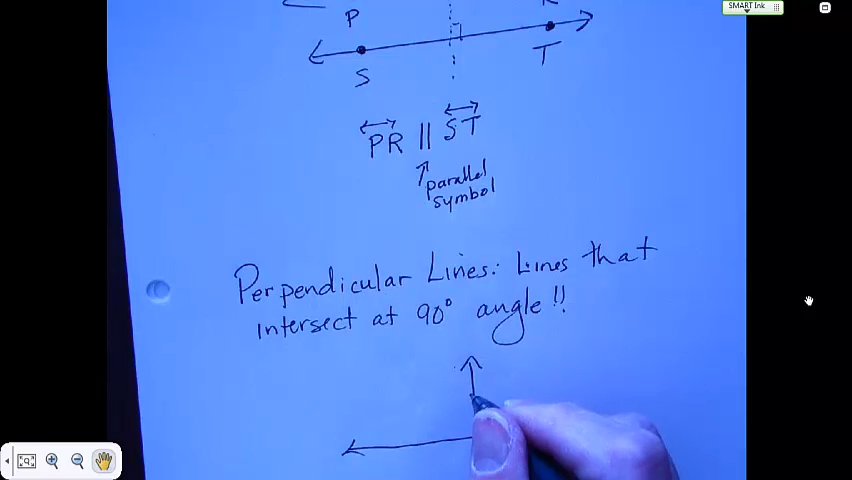 SMART Ink
P
S
T
PR || ST
parallel
symbol
Perpendicular Lines: Lines that
intersect at 90° angle!!